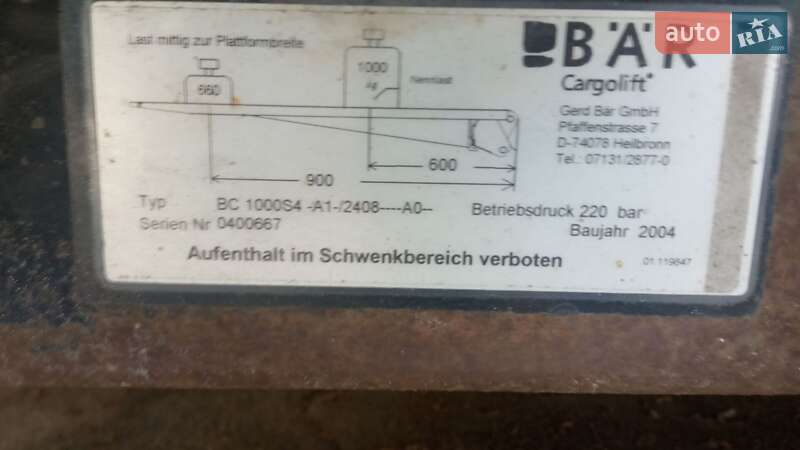 Last mittig zur Plattformbreite
BÄR
Cargolift
Gerd Bär GmbH
Pfaffenstrasse 7
D-74078 Heilbronn
Tel.: 07131/2877-0
1000
kg
Nennlast
660
600
900
Typ BC 1000S4 -A1-/2408----A0-- Betriebsdruck 220 bar
Serien Nr 0400667 Baujahr 2004
Aufenthalt im Schwenkbereich verboten
01.119847
auto RIA
.com